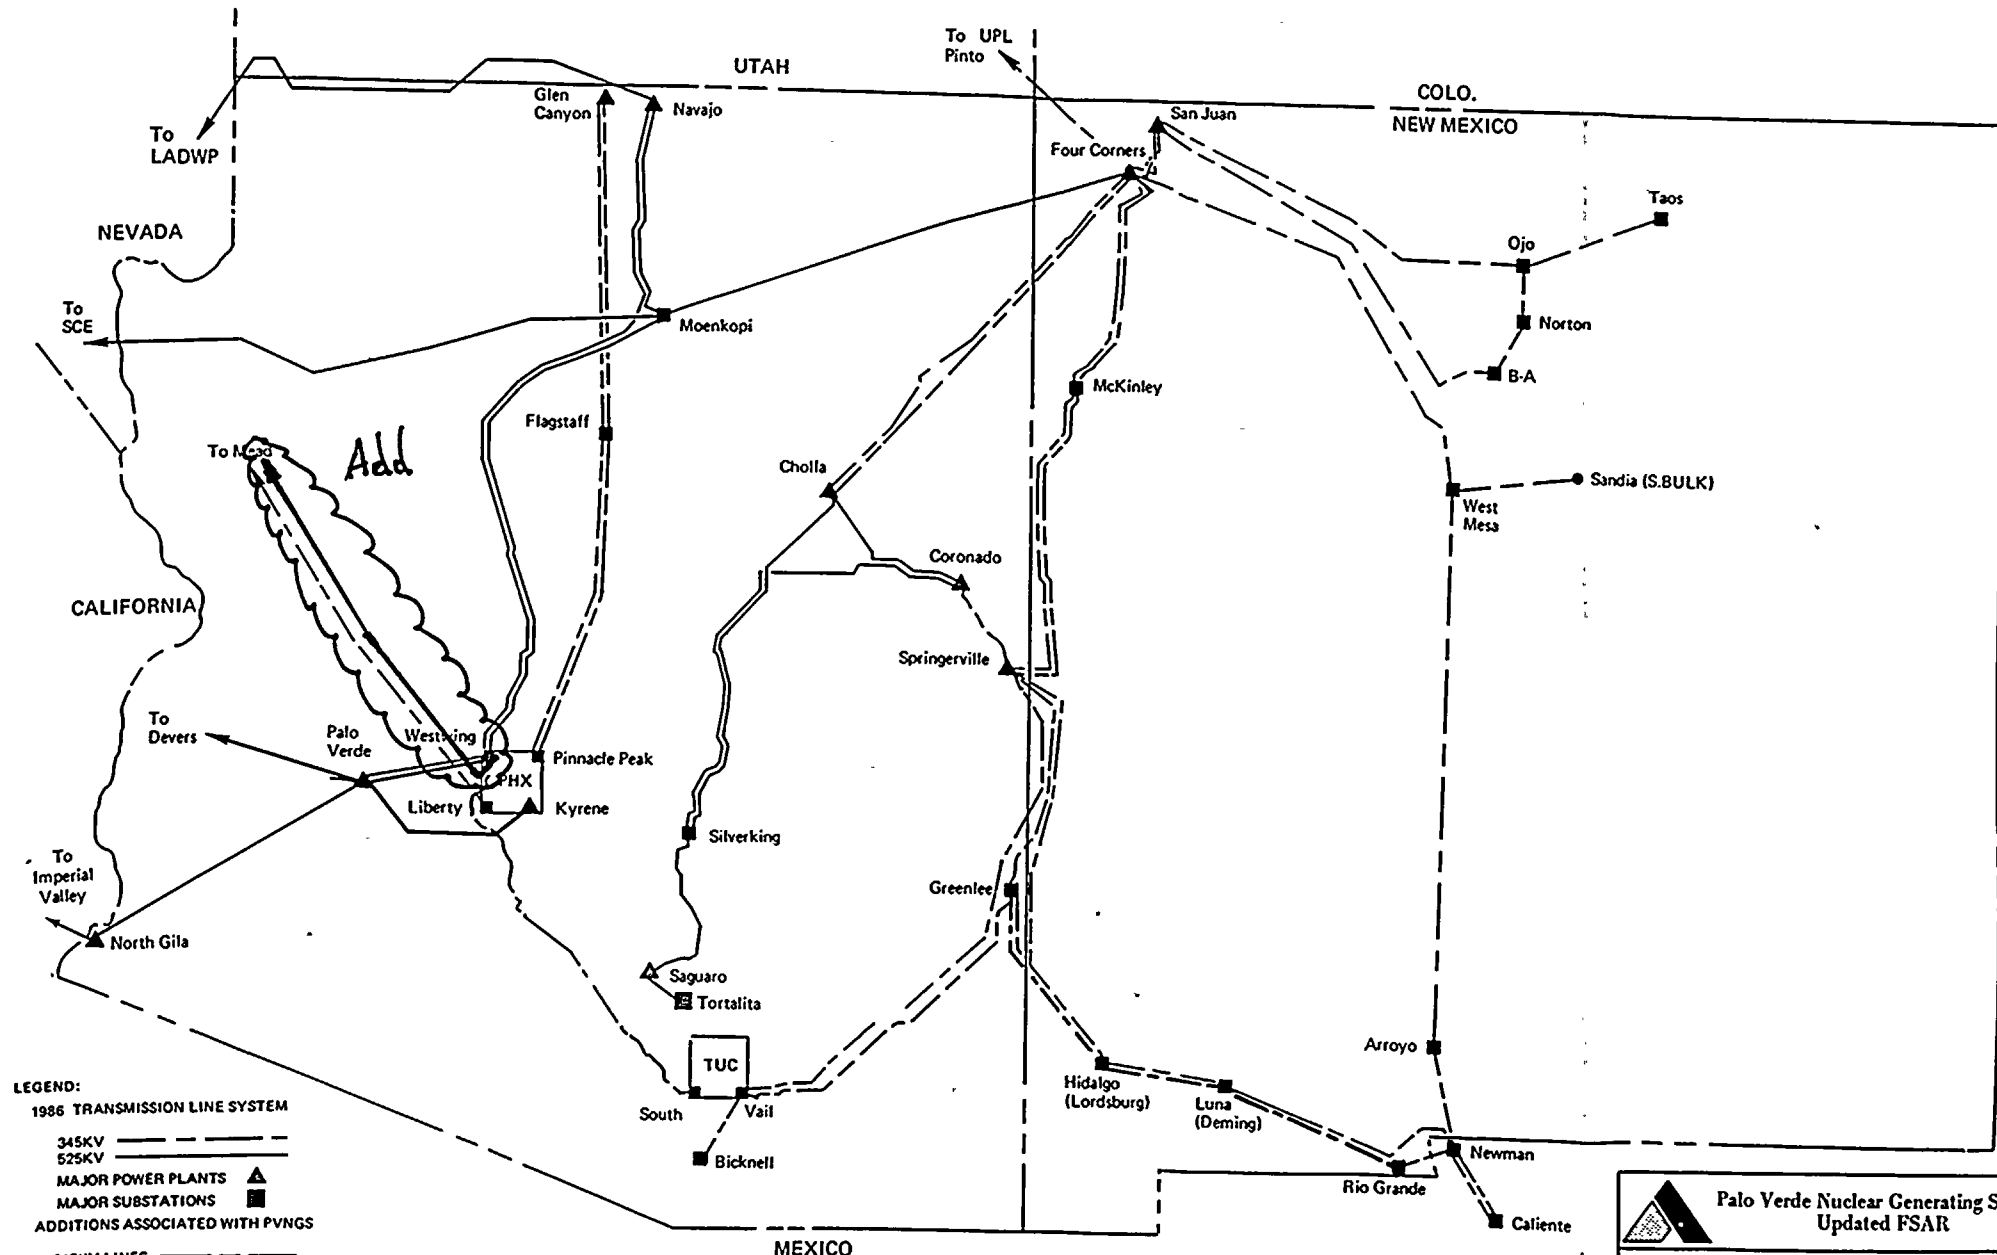 To UPL
Pinto
UTAH
COLO.
NEW MEXICO
Glen
Canyon
Navajo
San Juan
Four Corners
To
LADWP
Taos
NEVADA
Ojo
To
SCE
Moenkopi
Norton
B-A
McKinley
Flagstaff
To Mead
Add
Cholla
Sandia (S.BULK)
West
Mesa
Coronado
CALIFORNIA
Springerville
To
Devers
Palo
Verde
Westwing
Pinnacle Peak
PHX
Liberty
Kyrene
Silverking
To
Imperial
Valley
Greenlee
North Gila
Saguaro
Tortalita
Arroyo
TUC
Hidalgo
(Lordsburg)
Luna
(Deming)
South
Vail
Bicknell
Newman
Rio Grande
Caliente
MEXICO
LEGEND:
1986 TRANSMISSION LINE SYSTEM
345KV
525KV
MAJOR POWER PLANTS
MAJOR SUBSTATIONS
ADDITIONS ASSOCIATED WITH PVNGS
Palo Verde Nuclear Generating S
Updated FSAR